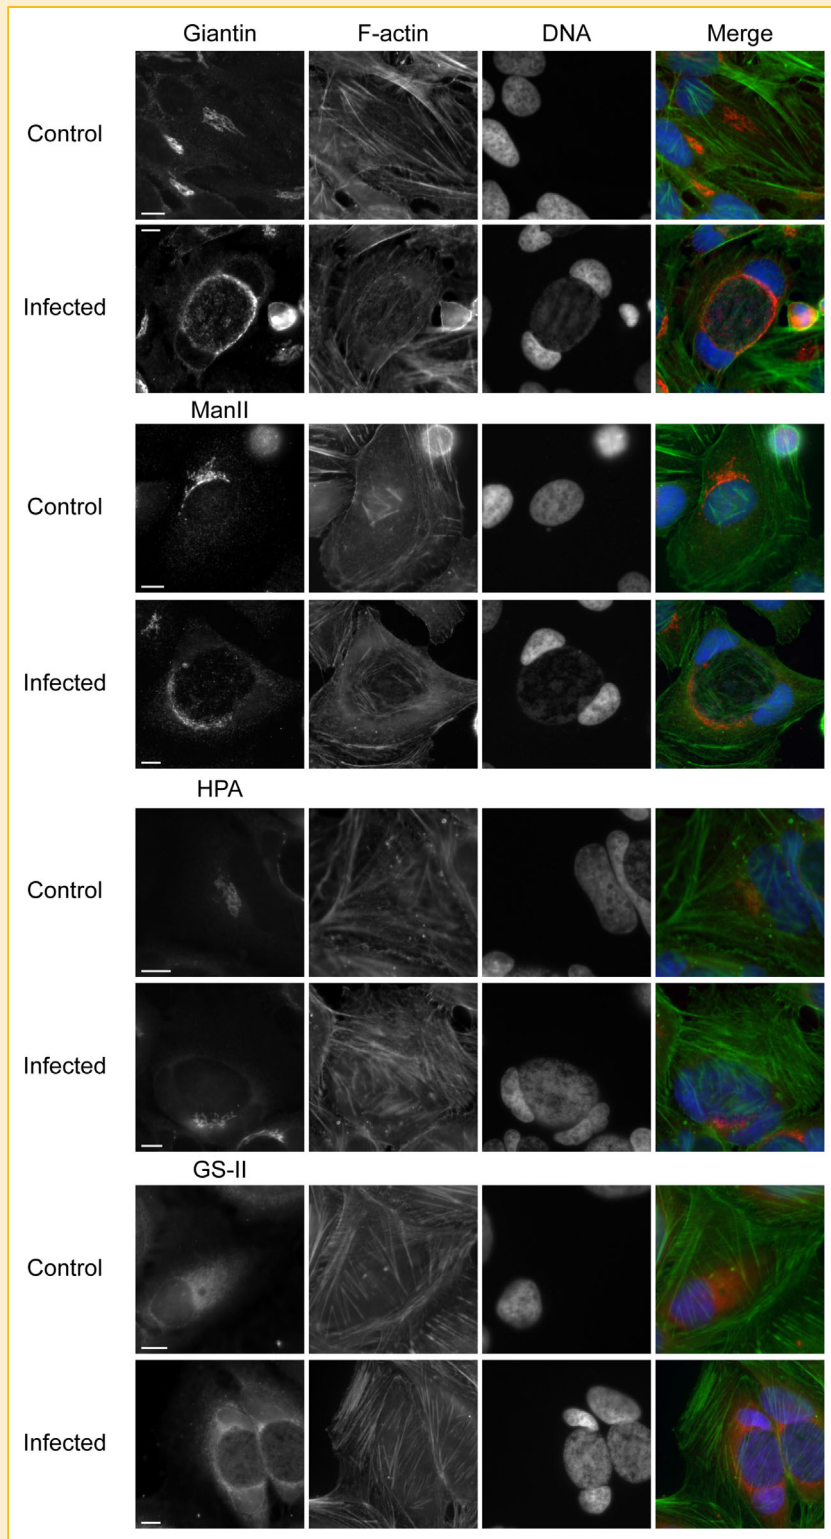 Giantin F-actin DNA Merge
Control
Infected
ManII
Control
Infected
HPA
Control
Infected
GS-II
Control
Infected